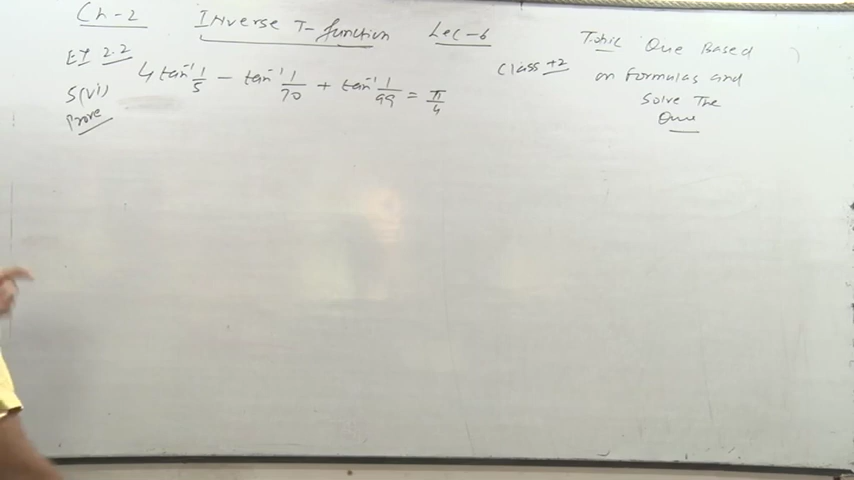 Ch-2 Inverse T-function Lec-6
Ex 2.2
5(vi)
Prove
4 tan⁻¹ 1/5 − tan⁻¹ 1/70 + tan⁻¹ 1/99 = π/4
Class +2
Topic Que Based
on Formulas and
Solve The
Que